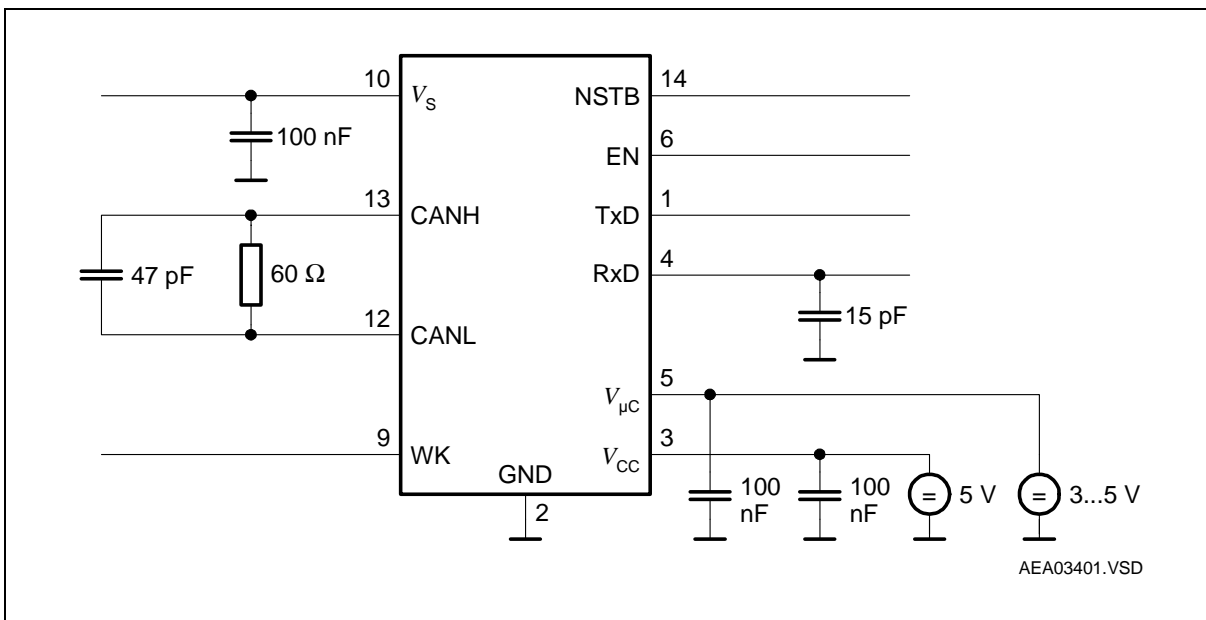 10
V_S
NSTB
14
100 nF
EN
6
13
CANH
TxD
1
47 pF
60 Ω
RxD
4
12
CANL
15 pF
V_µC
5
9
WK
V_CC
3
GND
2
100
nF
100
nF
=
5 V
=
3...5 V
AEA03401.VSD